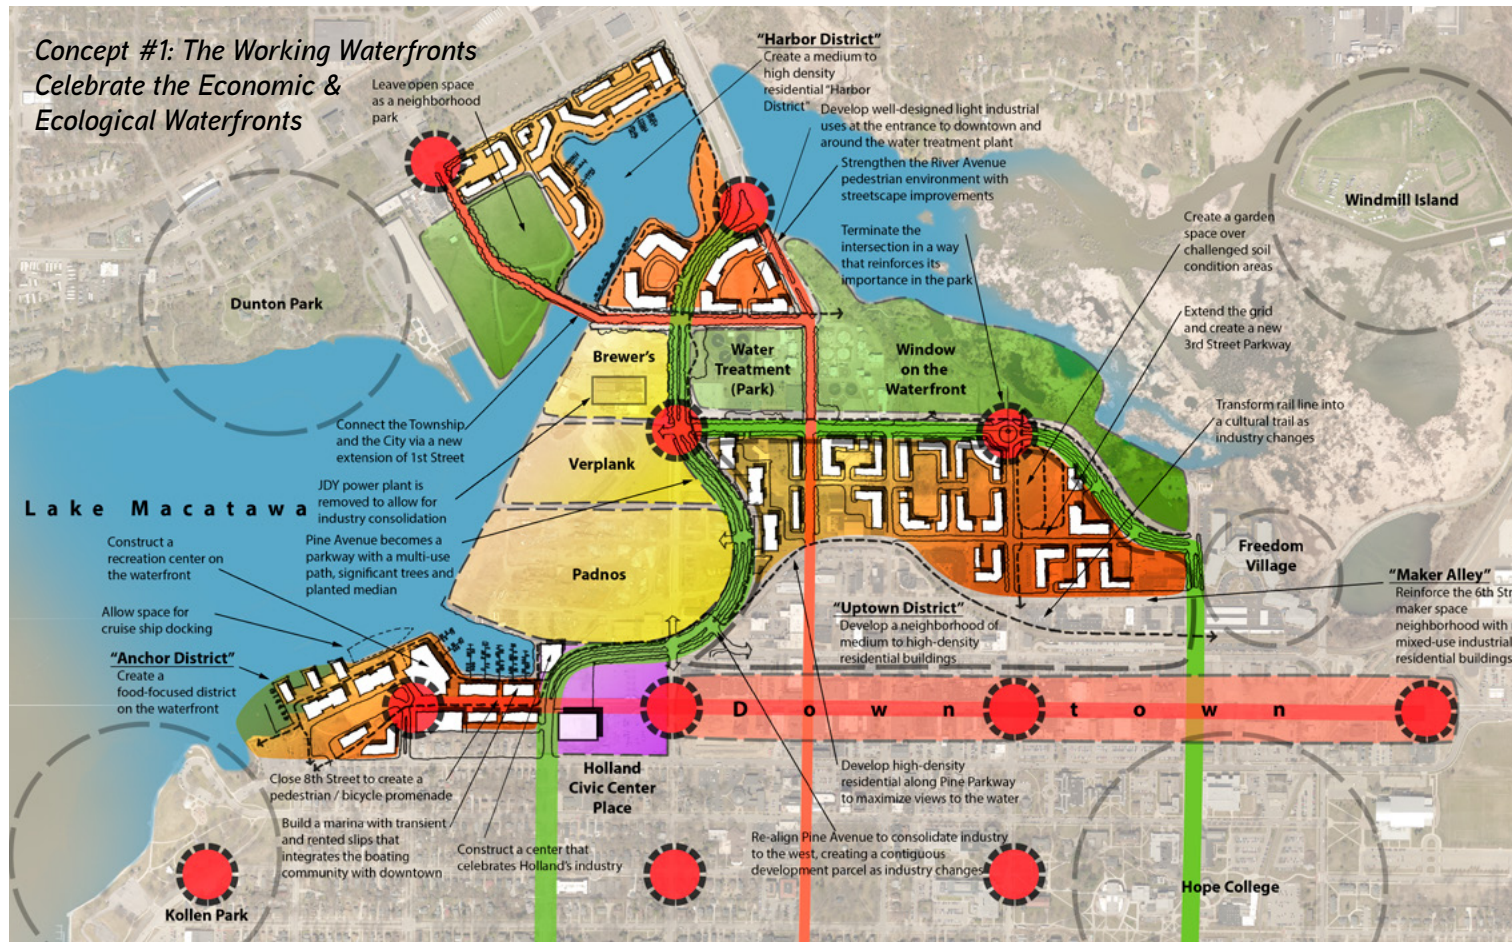 Concept #1: The Working Waterfronts
Celebrate the Economic &
Ecological Waterfronts
Leave open space
as a neighborhood
park
"Harbor District"
Create a medium to
high density
residential "Harbor
District"
Develop well-designed light industrial
uses at the entrance to downtown and
around the water treatment plant
Strengthen the River Avenue
pedestrian environment with
streetscape improvements
Terminate the
intersection in a way
that reinforces its
importance in the park
Create a garden
space over
challenged soil
condition areas
Windmill Island
Extend the grid
and create a new
3rd Street Parkway
Dunton Park
Brewer's
Water
Treatment
(Park)
Window
on the
Waterfront
Transform rail line into
a cultural trail as
industry changes
Connect the Township
and the City via a new
extension of 1st Street
Verplank
JDY power plant is
removed to allow for
industry consolidation
Lake Macatawa
Pine Avenue becomes a
parkway with a multi-use
path, significant trees and
planted median
Padnos
Construct a
recreation center on
the waterfront
Allow space for
cruise ship docking
"Anchor District"
Create a
food-focused district
on the waterfront
"Uptown District"
Develop a neighborhood of
medium to high-density
residential buildings
Freedom
Village
"Maker Alley"
Reinforce the 6th Str
maker space
neighborhood with
mixed-use industrial
residential buildings
Downtown
Close 8th Street to create a
pedestrian / bicycle promenade
Holland
Civic Center
Place
Develop high-density
residential along Pine Parkway
to maximize views to the water
Build a marina with transient
and rented slips that
integrates the boating
community with downtown
Construct a center that
celebrates Holland's industry
Re-align Pine Avenue to consolidate industry
to the west, creating a contiguous
development parcel as industry changes
Kollen Park
Hope College